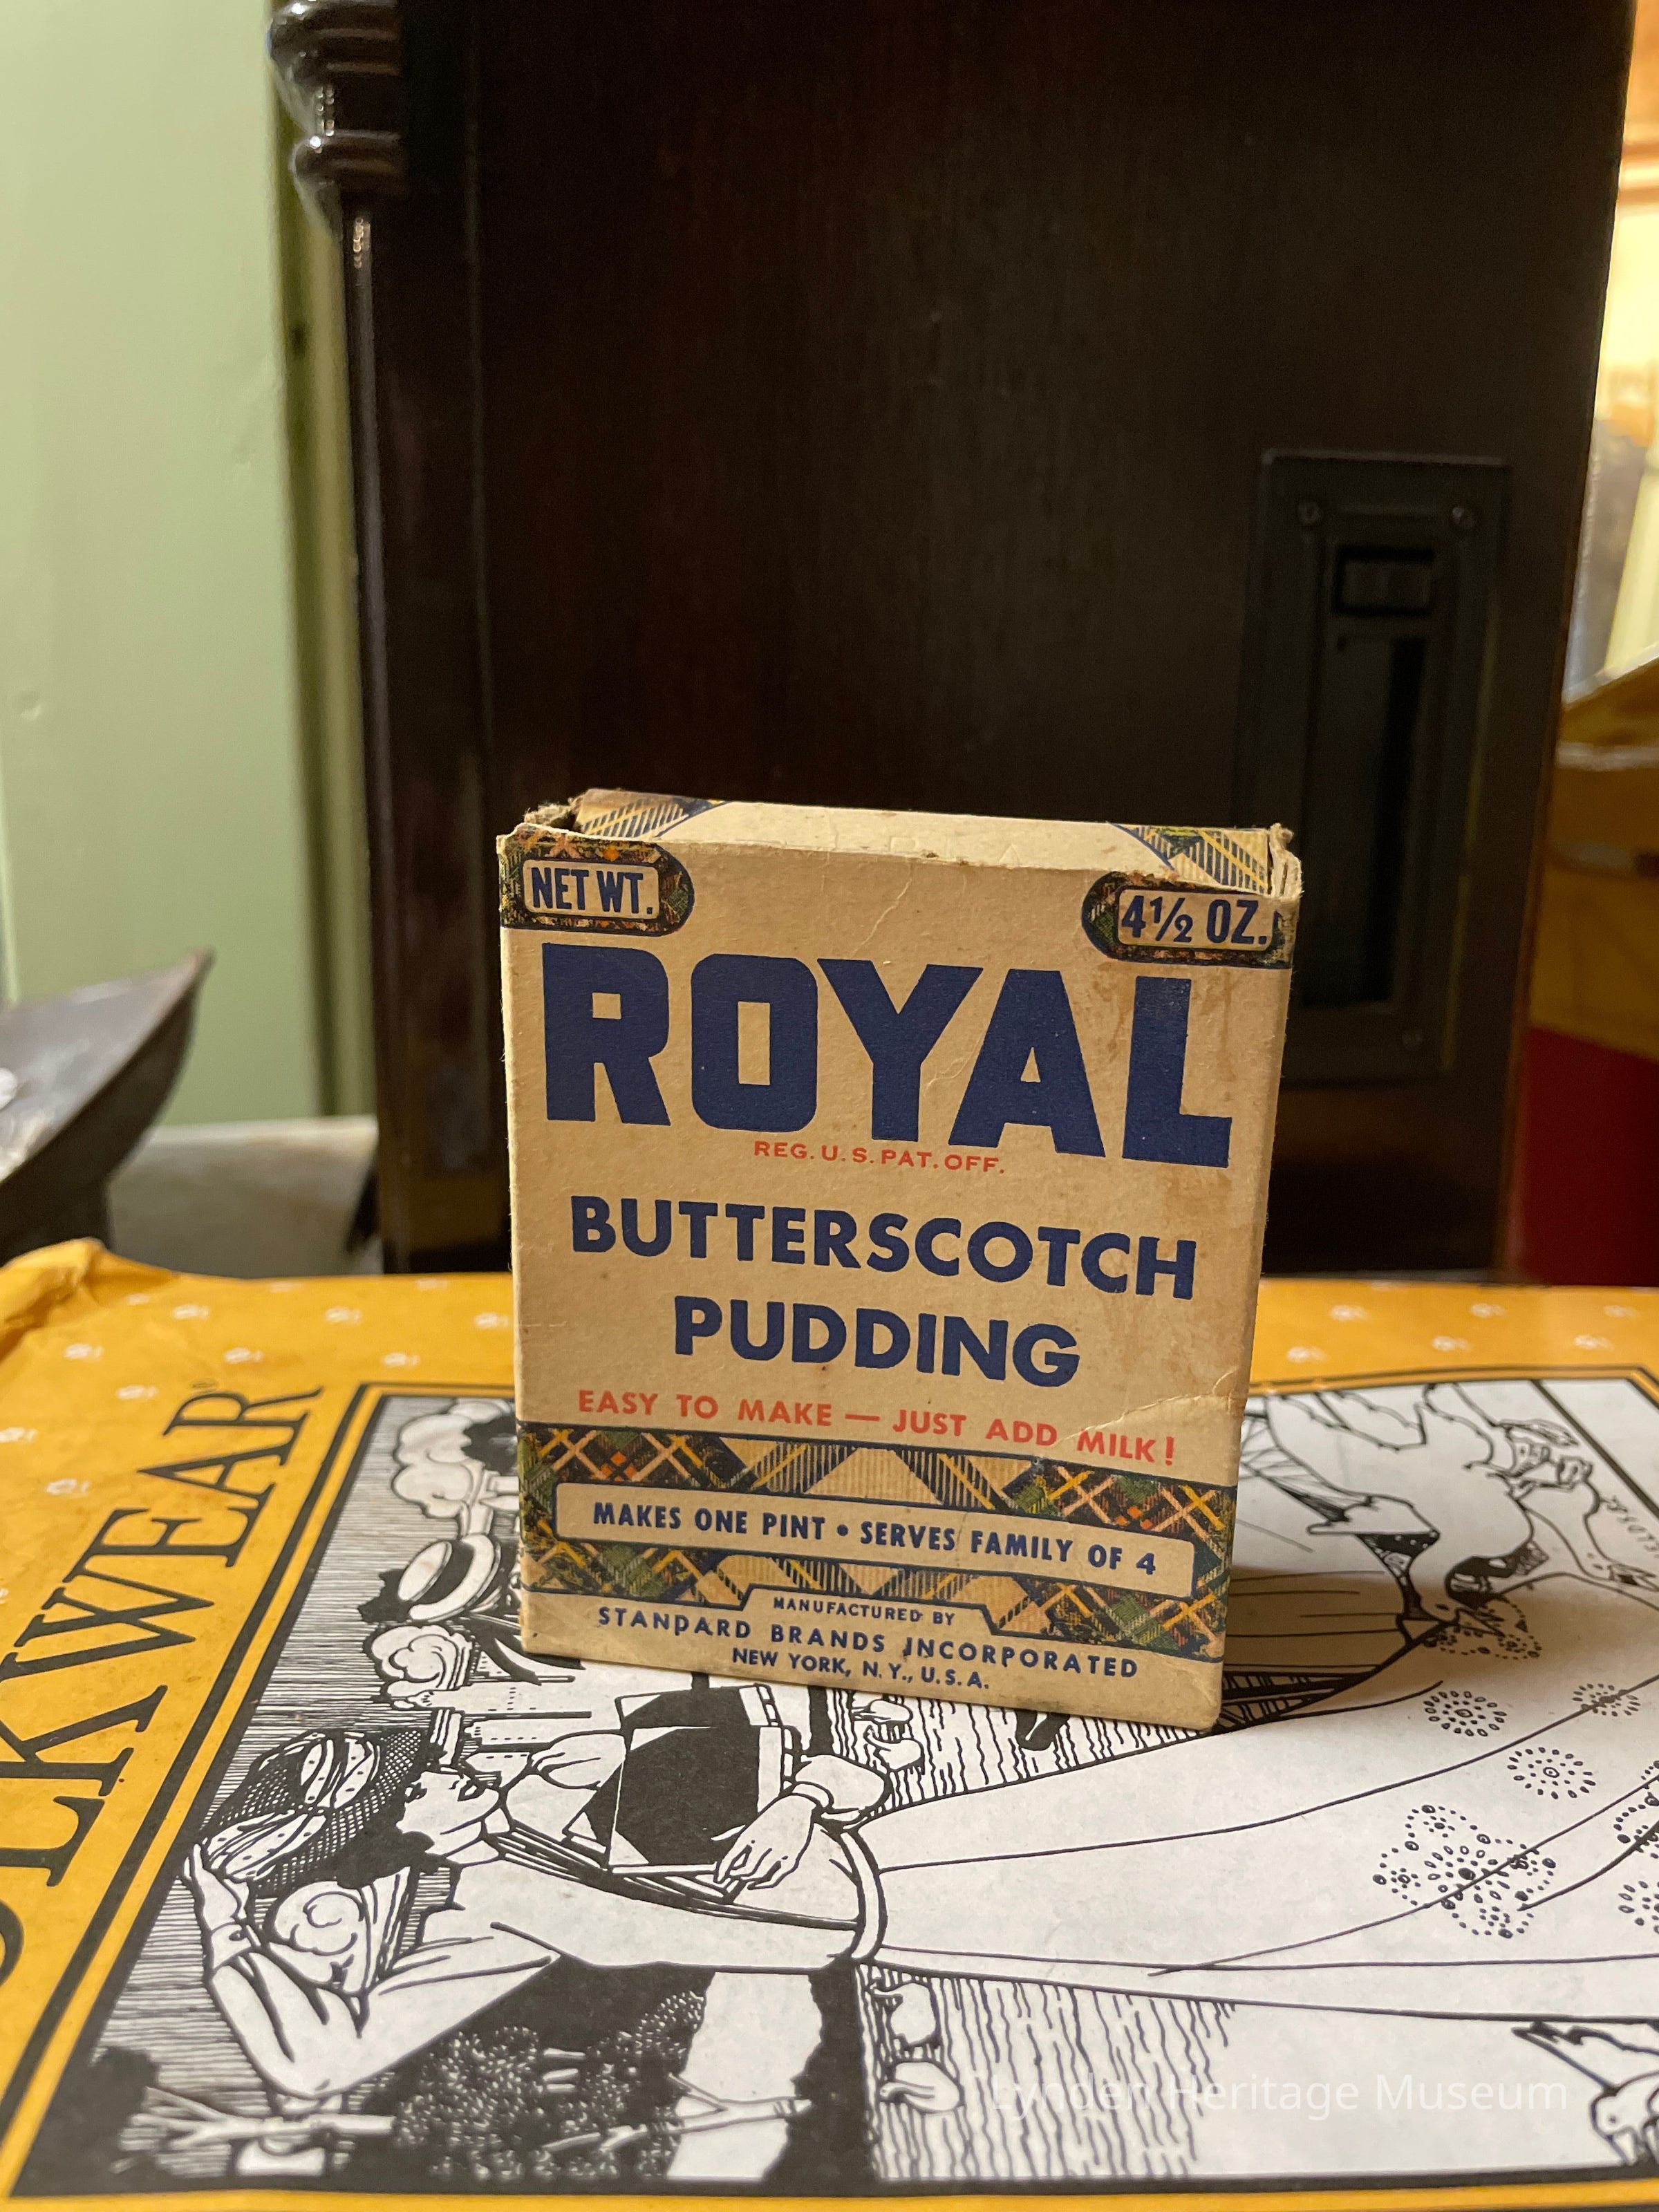 NET WT.
4½ OZ.
ROYAL
REG. U. S. PAT. OFF.
BUTTERSCOTCH
PUDDING
EASY TO MAKE — JUST ADD MILK!
MAKES ONE PINT • SERVES FAMILY OF 4
MANUFACTURED BY
STANDARD BRANDS INCORPORATED
NEW YORK, N.Y., U.S.A.
OLKWEAR
Lynden Heritage Museum